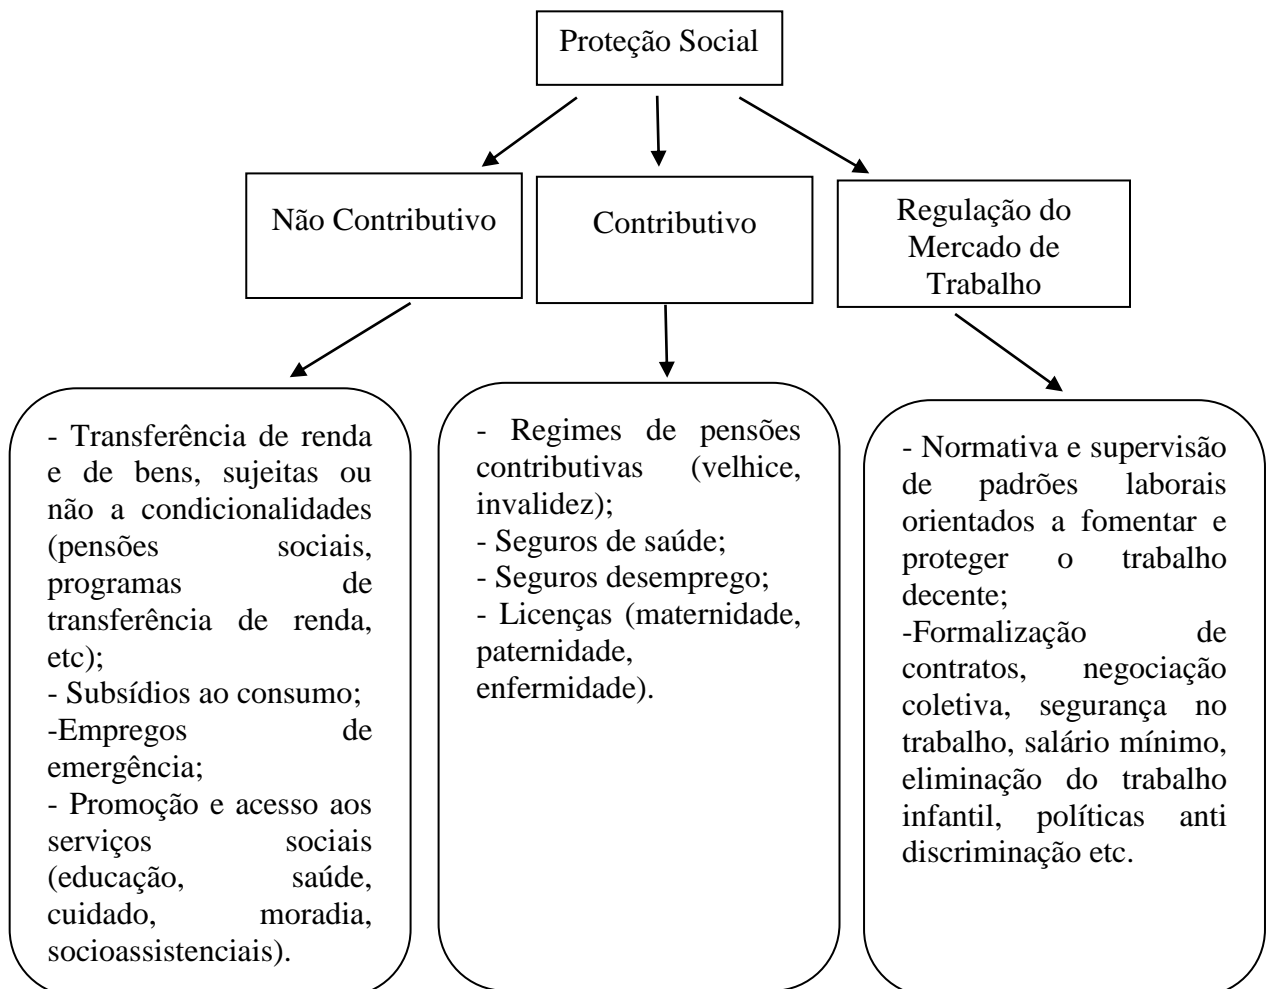 Proteção Social
Não Contributivo
Contributivo
Regulação do
Mercado de
Trabalho
- Transferência de renda
e de bens, sujeitas ou
não a condicionalidades
(pensões sociais,
programas de
transferência de renda,
etc);
- Subsídios ao consumo;
-Empregos de
emergência;
- Promoção e acesso aos
serviços sociais
(educação, saúde,
cuidado, moradia,
socioassistenciais).
- Regimes de pensões
contributivas (velhice,
invalidez);
- Seguros de saúde;
- Seguros desemprego;
- Licenças (maternidade,
paternidade,
enfermidade).
- Normativa e supervisão
de padrões laborais
orientados a fomentar e
proteger o trabalho
decente;
-Formalização de
contratos, negociação
coletiva, segurança no
trabalho, salário mínimo,
eliminação do trabalho
infantil, políticas anti
discriminação etc.